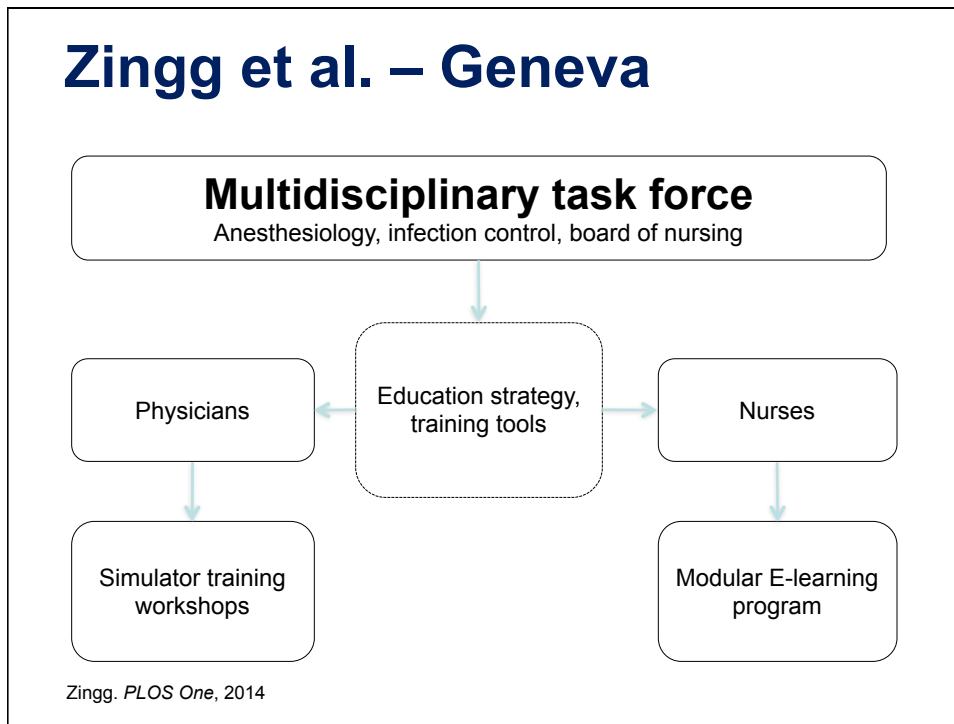 Zingg et al. – Geneva
Multidisciplinary task force
Anesthesiology, infection control, board of nursing
Physicians
Education strategy,
training tools
Nurses
Simulator training
workshops
Modular E-learning
program
Zingg. PLOS One, 2014